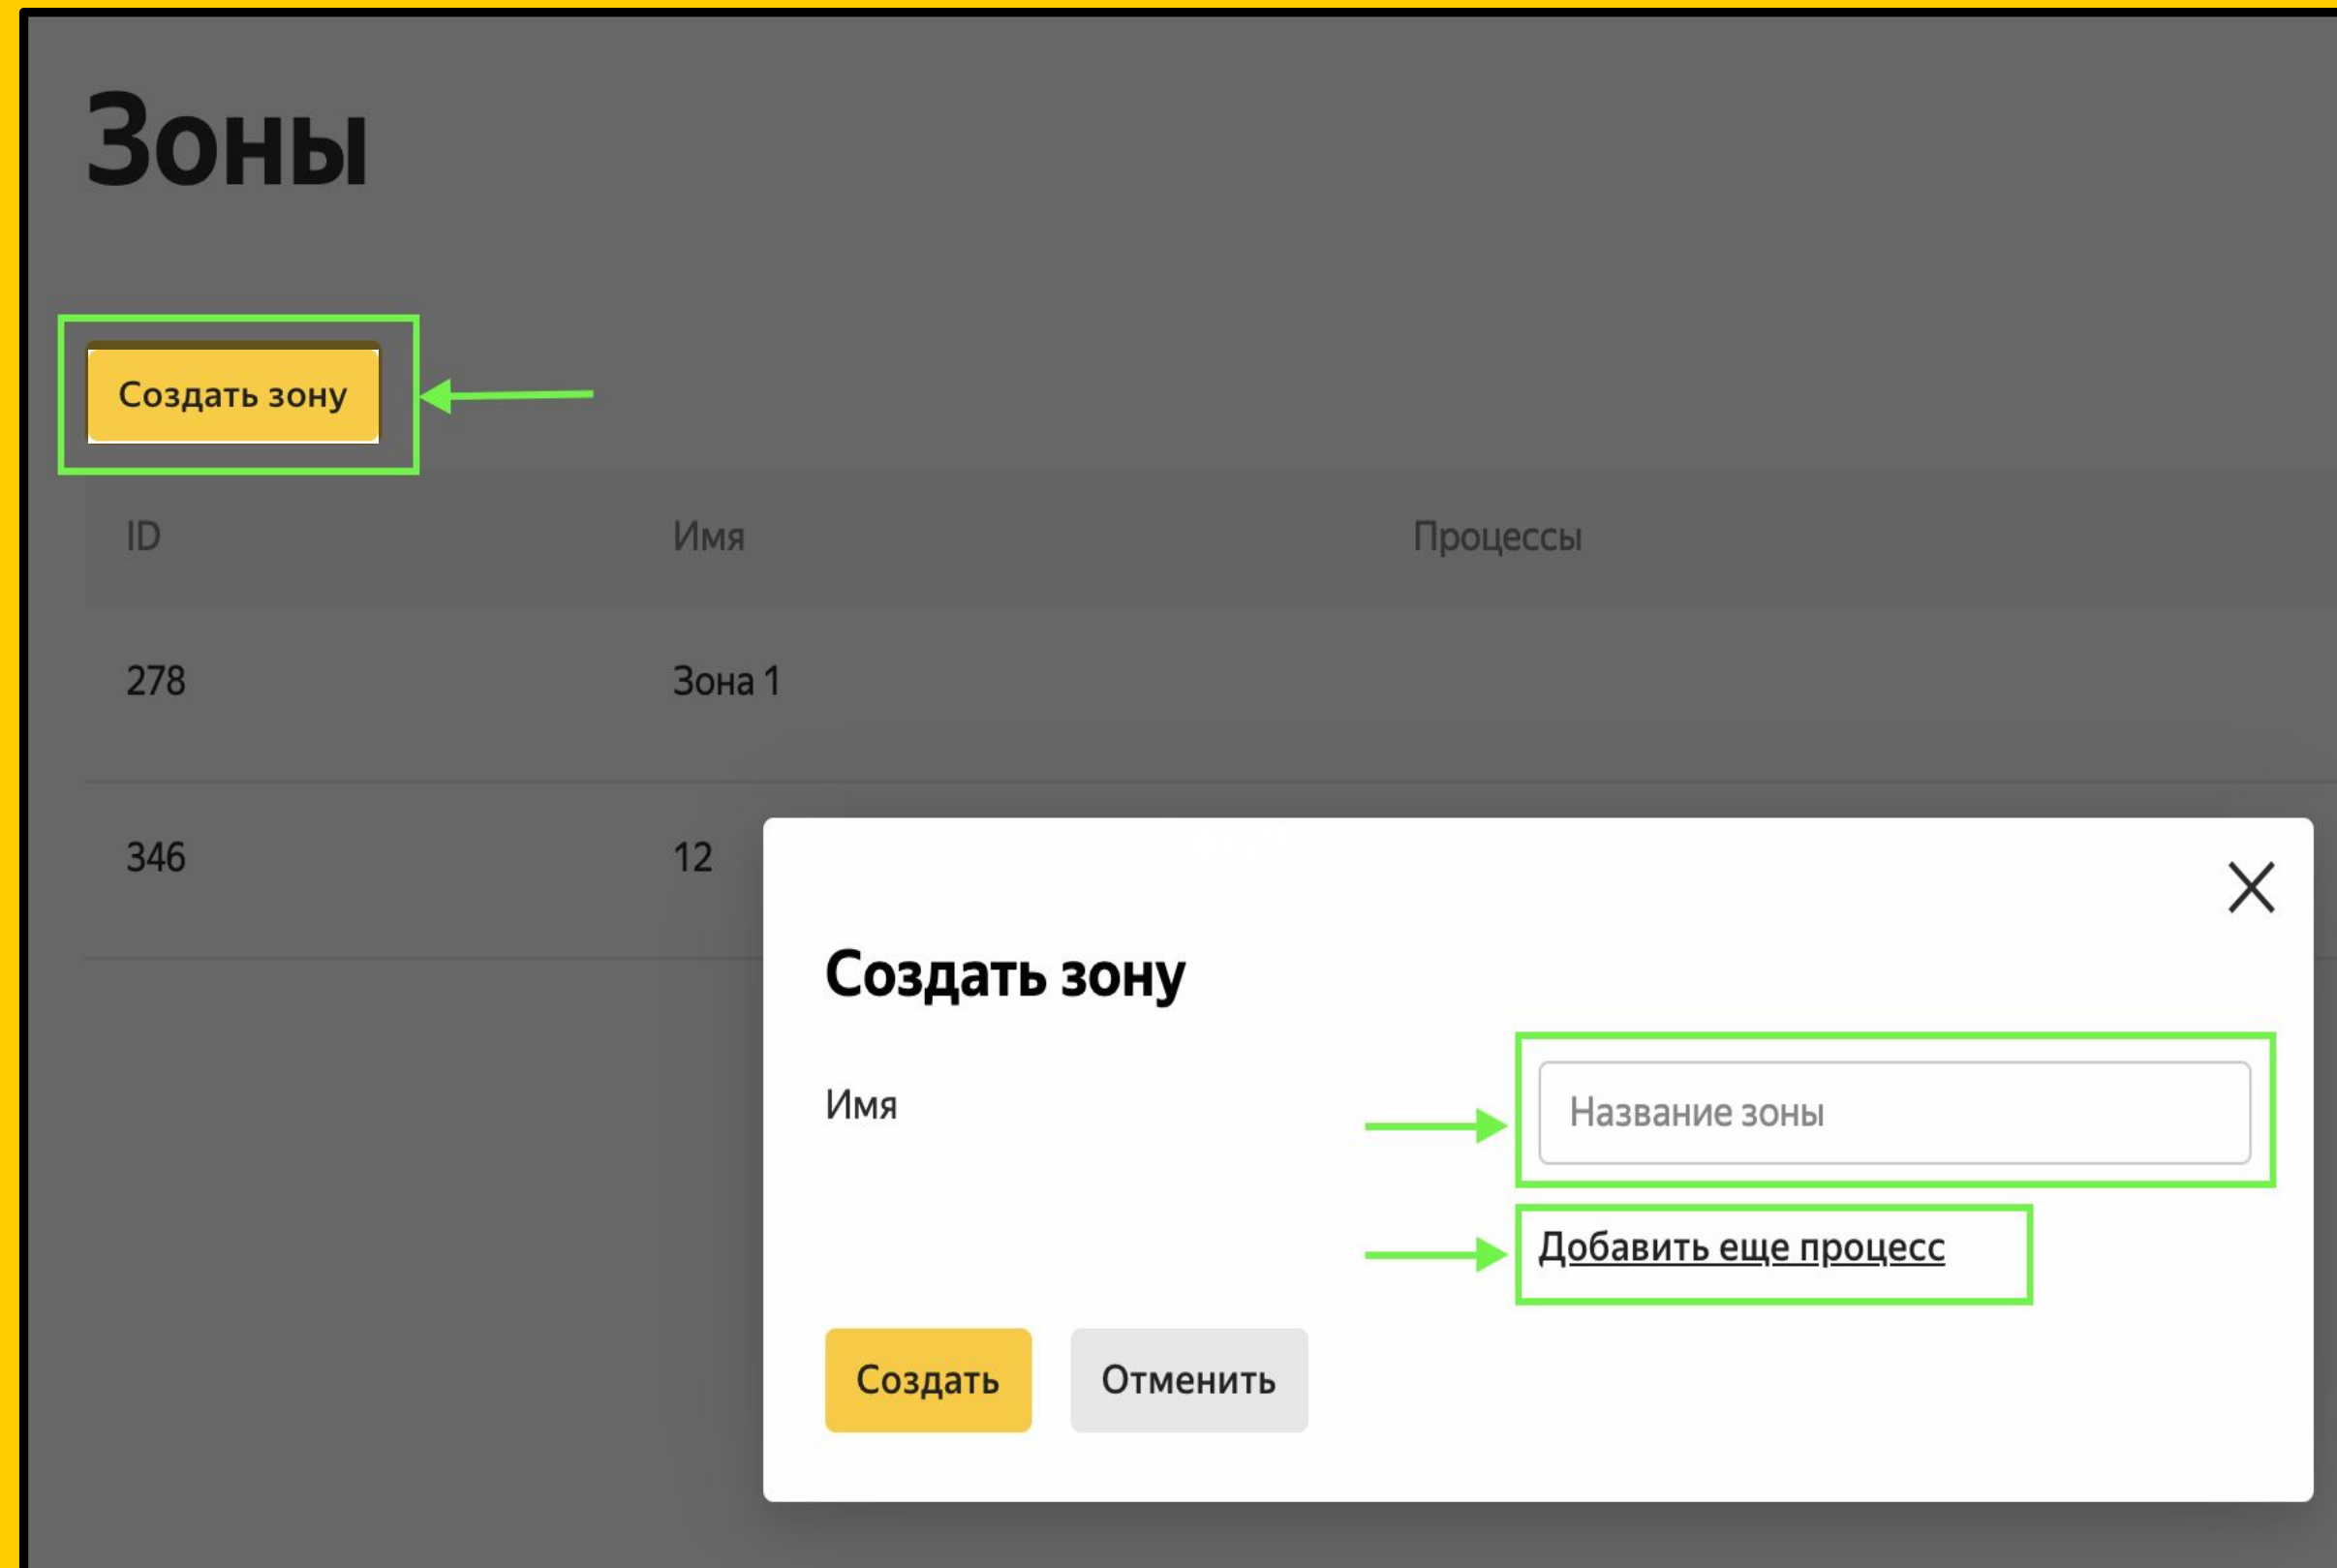 Зоны
Создать зону
ID Имя Процессы
278 Зона 1
346 12
Создать зону
Имя
Название зоны
Добавить еще процесс
Создать Отменить